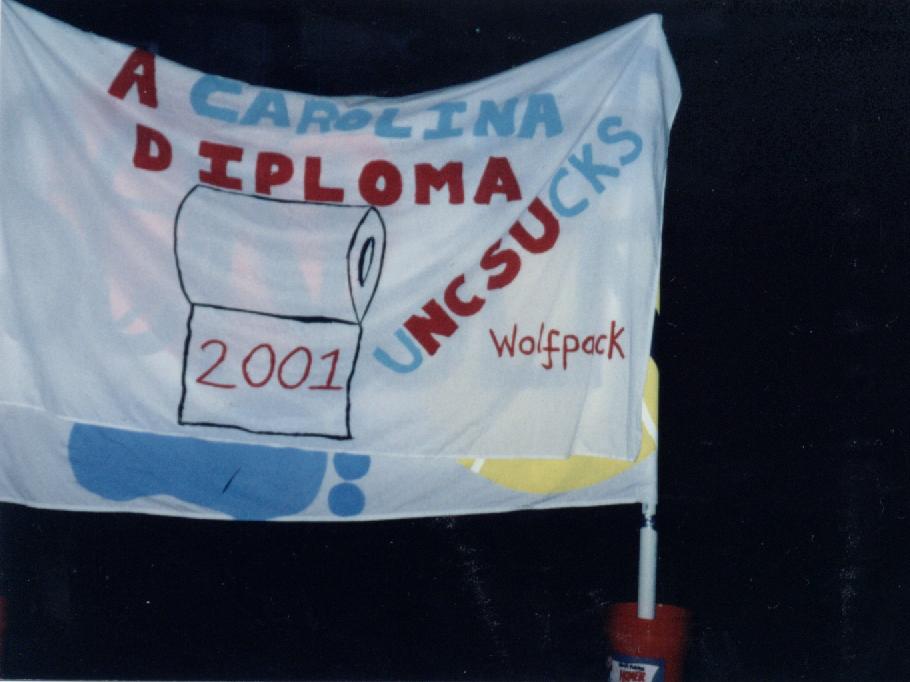 A CAROLINA
DIPLOMA
UNCSUCKS
2001
Wolfpack